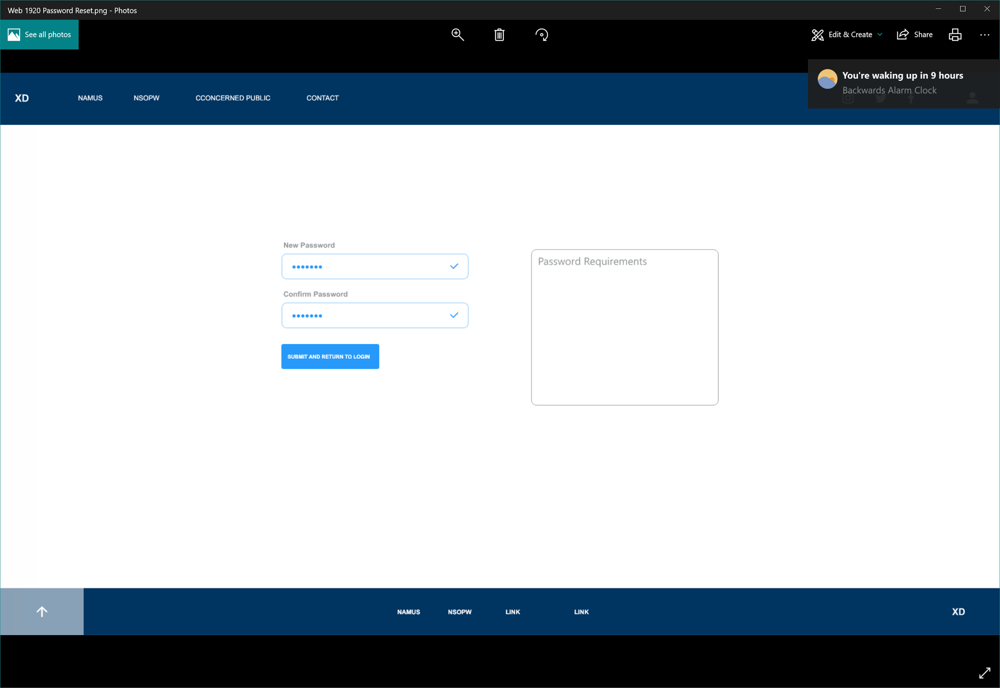 Web 1920 Password Reset.png - Photos
See all photos
Edit & Create
Share
You're waking up in 9 hours
Backwards Alarm Clock
XD NAMUS NSOPW CCONCERNED PUBLIC CONTACT
New Password
Confirm Password
SUBMIT AND RETURN TO LOGIN
Password Requirements
NAMUS NSOPW LINK LINK XD